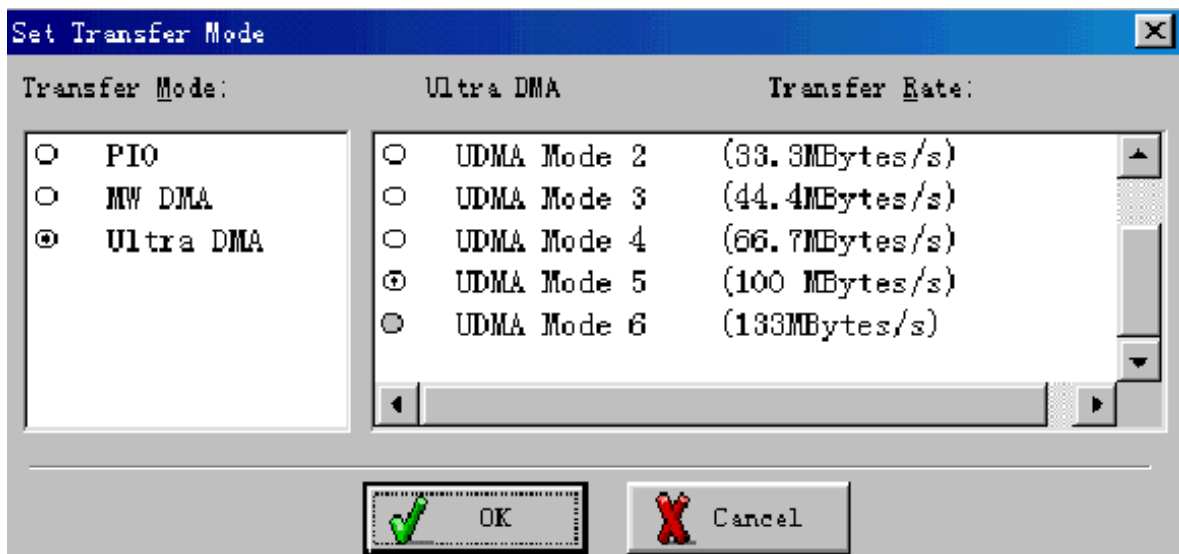 Set Transfer Mode
Transfer Mode: Ultra DMA Transfer Rate:
PIO
MW DMA
Ultra DMA
UDMA Mode 2 (33.3MBytes/s)
UDMA Mode 3 (44.4MBytes/s)
UDMA Mode 4 (66.7MBytes/s)
UDMA Mode 5 (100 MBytes/s)
UDMA Mode 6 (133MBytes/s)
OK Cancel